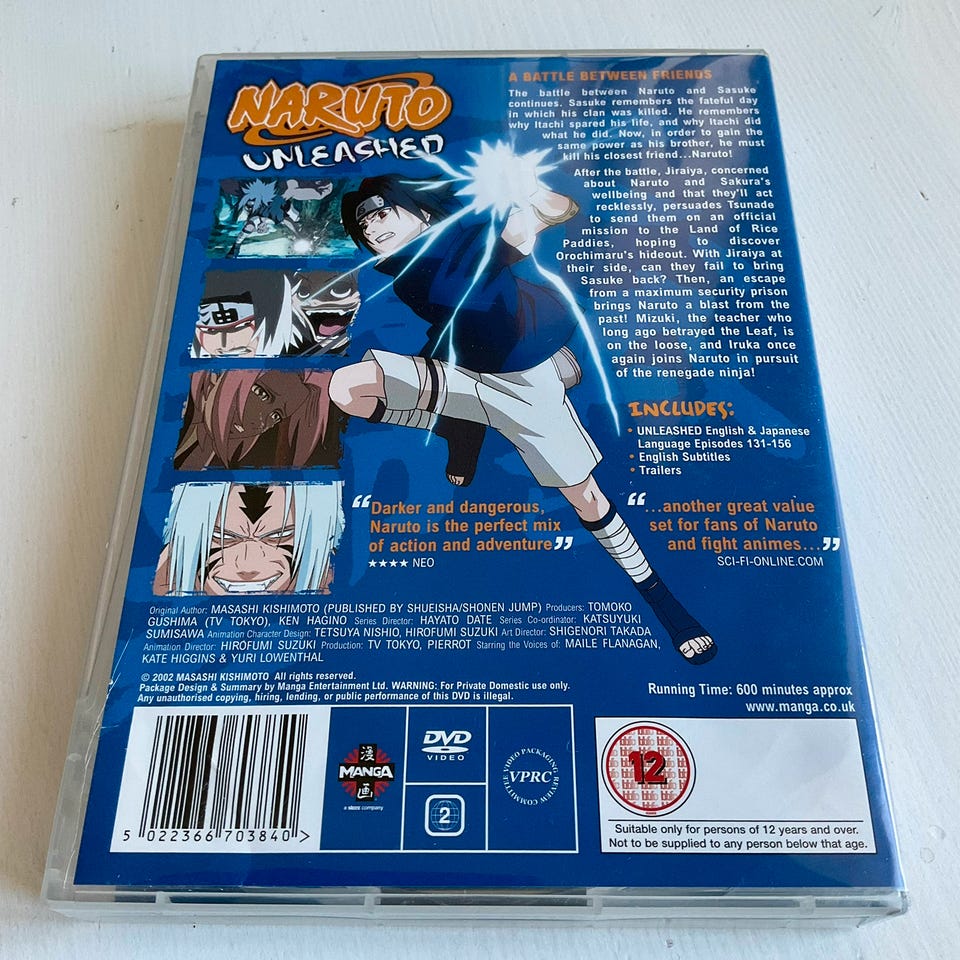 NARUTO
UNLEASHED
A BATTLE BETWEEN FRIENDS
The battle between Naruto and Sasuke
continues. Sasuke remembers the fateful day
in which his clan was killed. He remembers
why Itachi spared his life, and why Itachi did
what he did. Now, in order to gain the
same power as his brother, he must
kill his closest friend...Naruto!
After the battle, Jiraiya, concerned
about Naruto and Sakura's
wellbeing and that they'll act
recklessly, persuades Tsunade
to send them on an official
mission to the Land of Rice
Paddies, hoping to discover
Orochimaru's hideout. With Jiraiya at
their side, can they fail to bring
Sasuke back? Then, an escape
from a maximum security prison
brings Naruto a blast from the
past! Mizuki, the teacher who
long ago betrayed the Leaf, is
on the loose, and Iruka once
again joins Naruto in pursuit
of the renegade ninja!
INCLUDES:
• UNLEASHED English & Japanese
Language Episodes 131-156
• English Subtitles
• Trailers
“Darker and dangerous,
Naruto is the perfect mix
of action and adventure”
★★★★ NEO
“...another great value
set for fans of Naruto
and fight animes...”
SCI-FI-ONLINE.COM
Original Author: MASASHI KISHIMOTO (PUBLISHED BY SHUEISHA/SHONEN JUMP) Producers: TOMOKO
GUSHIMA (TV TOKYO), KEN HAGINO Series Director: HAYATO DATE Series Co-ordinator: KATSUYUKI
SUMISAWA Animation Character Design: TETSUYA NISHIO, HIROFUMI SUZUKI Art Director: SHIGENORI TAKADA
Animation Director: HIROFUMI SUZUKI Production: TV TOKYO, PIERROT Starring the Voices of: MAILE FLANAGAN,
KATE HIGGINS & YURI LOWENTHAL
© 2002 MASASHI KISHIMOTO All rights reserved.
Package Design & Summary by Manga Entertainment Ltd. WARNING: For Private Domestic use only.
Any unauthorised copying, hiring, lending, or public performance of this DVD is illegal.
Running Time: 600 minutes approx
www.manga.co.uk
5 022366 703840 >
漫
MANGA
画
a starz company
DVD
VIDEO
2
VIDEO PACKAGING REVIEW COMMITTEE
VPRC
12
Suitable only for persons of 12 years and over.
Not to be supplied to any person below that age.